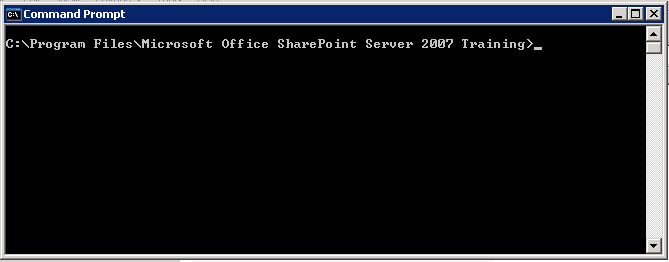 Command Prompt
C:\Program Files\Microsoft Office SharePoint Server 2007 Training>_